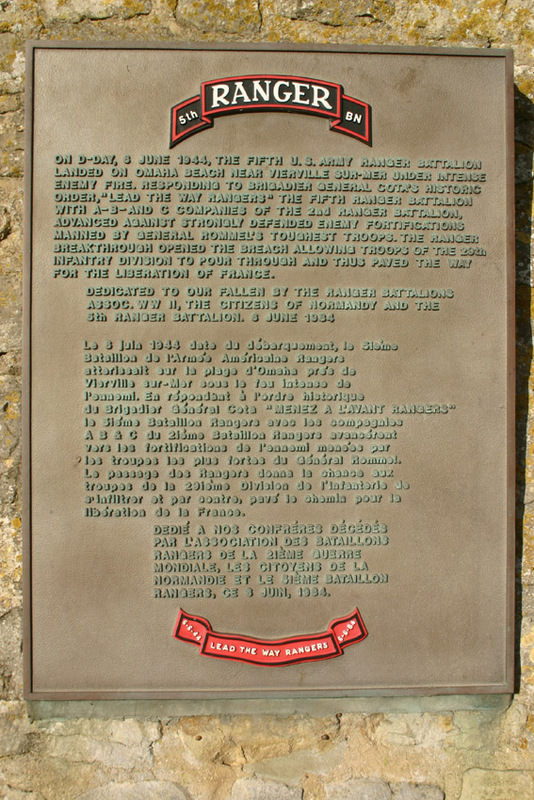 5th RANGER BN
ON D-DAY, 6 JUNE 1944, THE FIFTH U.S. ARMY RANGER BATTALION
LANDED ON OMAHA BEACH NEAR VIERVILLE SUR-MER UNDER INTENSE
ENEMY FIRE. RESPONDING TO BRIGADIER GENERAL COTA'S HISTORIC
ORDER, "LEAD THE WAY RANGERS" THE FIFTH RANGER BATTALION
WITH A-B-AND C COMPANIES OF THE 2nd RANGER BATTALION,
ADVANCED AGAINST STRONGLY DEFENDED ENEMY FORTIFICATIONS
MANNED BY GENERAL ROMMEL'S TOUGHEST TROOPS. THE RANGER
BREAKTHROUGH OPENED THE BREACH ALLOWING TROOPS OF THE 29th
INFANTRY DIVISION TO POUR THROUGH AND THUS PAVED THE WAY
FOR THE LIBERATION OF FRANCE.
DEDICATED TO OUR FALLEN BY THE RANGER BATTALIONS
ASSOC. WW II, THE CITIZENS OF NORMANDY AND THE
5th RANGER BATTALION. 6 JUNE 1984
Le 6 juin 1944 date du débarquement, le 5ième
Bataillon de l'Armée Américaine Rangers
atterissait sur la plage d'Omaha près de
Vierville sur-Mer sous le feu intense de
l'ennemi. En répondant à l'ordre historique
du Brigadier Général Cota "MENEZ A L'AVANT RANGERS"
le 5ième Bataillon Rangers avec les compagnies
A B & C du 2ième Bataillon Rangers avancèrent
vers les fortifications de l'ennemi menées par
les troupes les plus fortes du Général Rommel.
Le passage des Rangers donna la chance aux
troupes de la 29ième Division de l'infanterie de
s'infiltrer et par contre, pavé le chemin pour la
libération de la France.
DEDIÉ A NOS CONFRÉRES DÉCÉDÉS
PAR L'ASSOCIATION DES BATAILLONS
RANGERS DE LA 2IÈME GUERRE
MONDIALE, LES CITOYENS DE LA
NORMANDIE ET LE 5IÈME BATAILLON
RANGERS, CE 6 JUIN, 1984.
6-6-44 LEAD THE WAY RANGERS 6-6-84